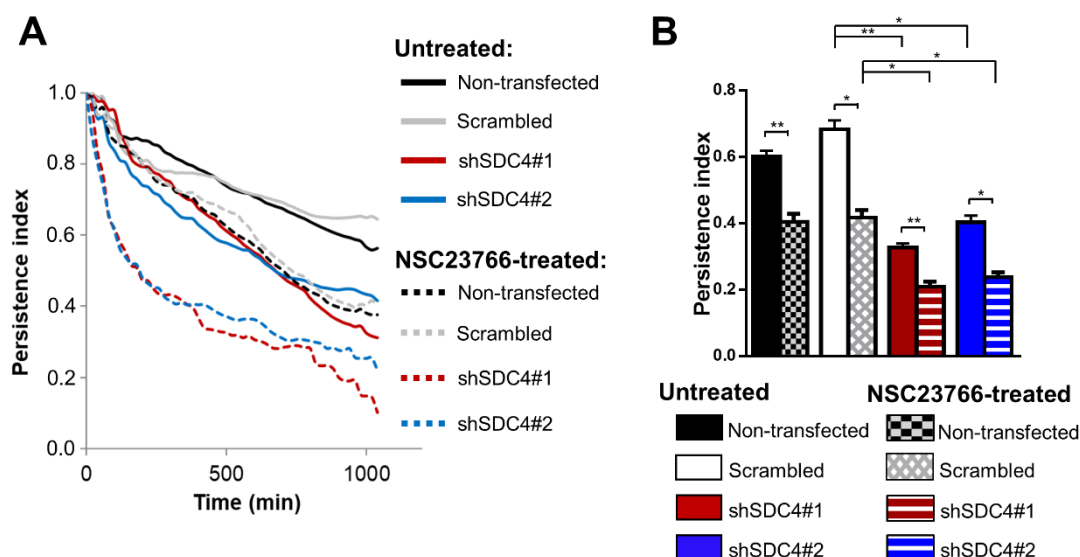 A
Untreated:
Non-transfected
Scrambled
shSDC4#1
shSDC4#2
NSC23766-treated:
Non-transfected
Scrambled
shSDC4#1
shSDC4#2
Persistence index
1.0
0.8
0.6
0.4
0.2
0.0
0 500 1000
Time (min)
B
*
**
*
*
** * ** *
Persistence index
0.8
0.6
0.4
0.2
0.0
Untreated NSC23766-treated
Non-transfected Non-transfected
Scrambled Scrambled
shSDC4#1 shSDC4#1
shSDC4#2 shSDC4#2